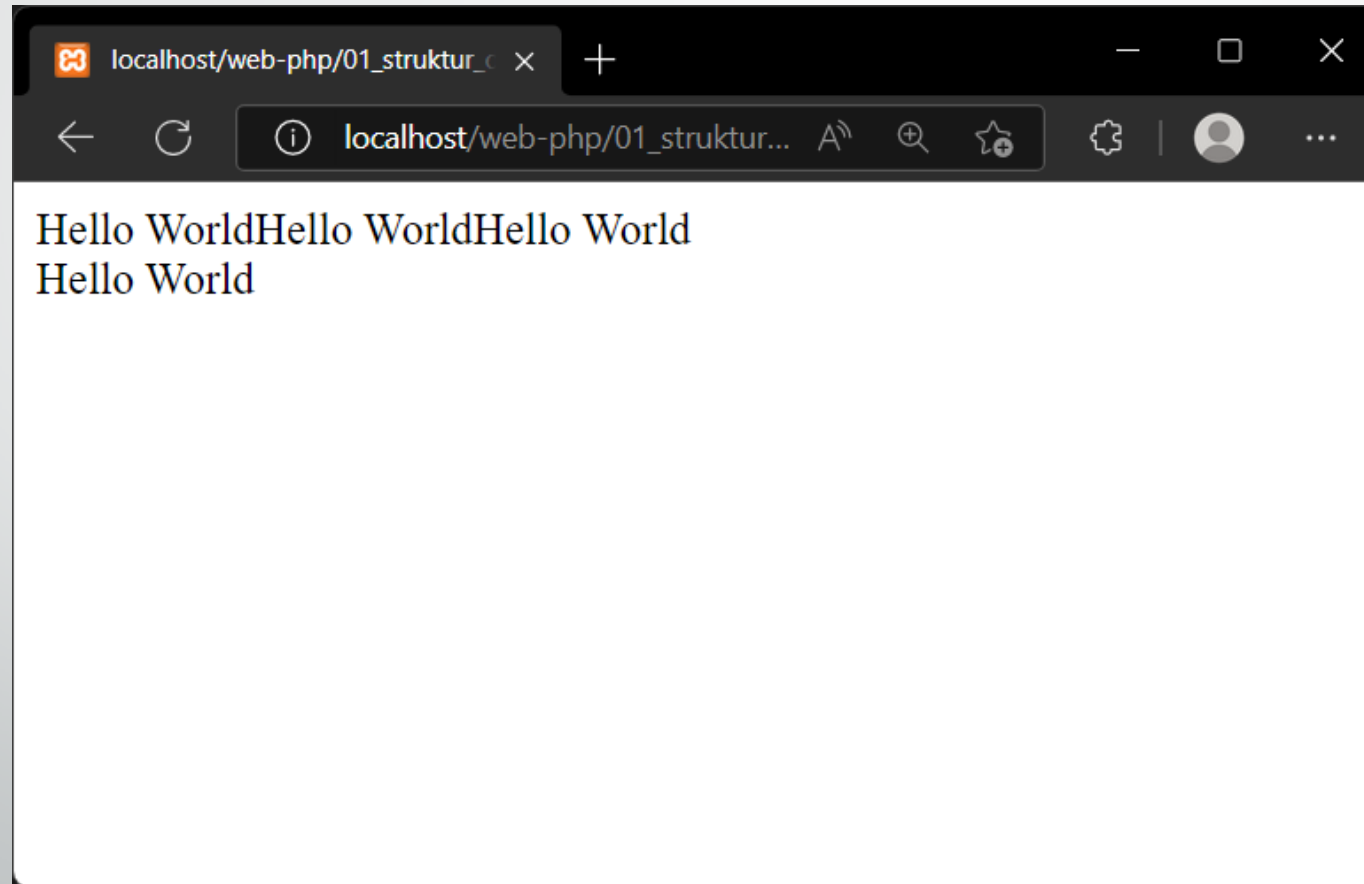 localhost/web-php/01_struktur_
localhost/web-php/01_struktur...
Hello WorldHello WorldHello World
Hello World